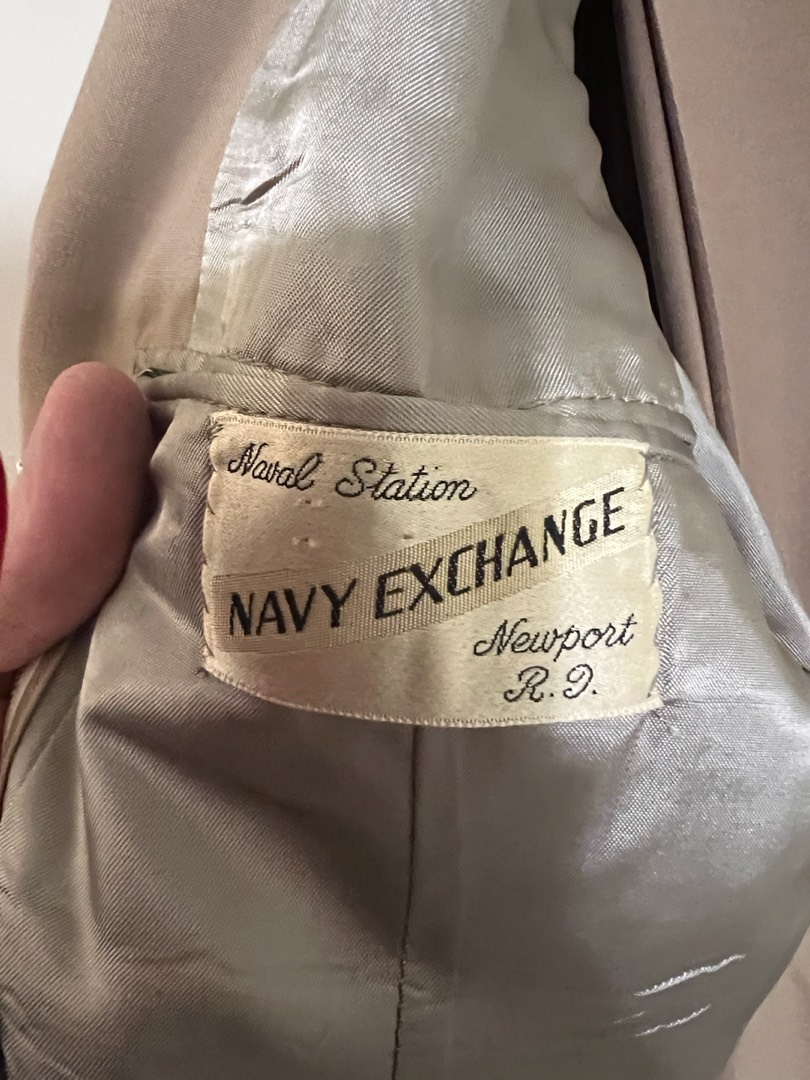 Naval Station
NAVY EXCHANGE
Newport
R.I.